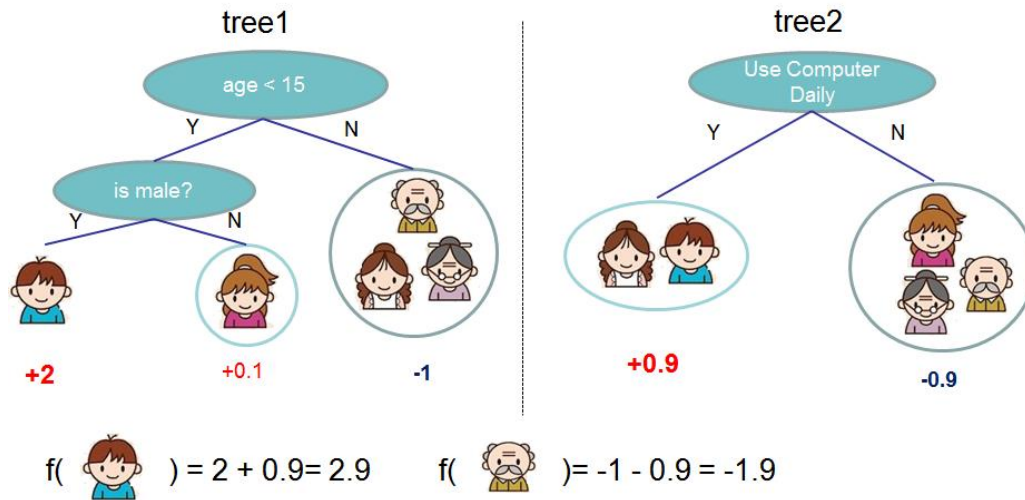 tree1
age < 15
Y
N
is male?
Y
N
+2
+0.1
-1
tree2
Use Computer
Daily
Y
N
+0.9
-0.9
f( ) = 2 + 0.9= 2.9
f( )= -1 - 0.9 = -1.9